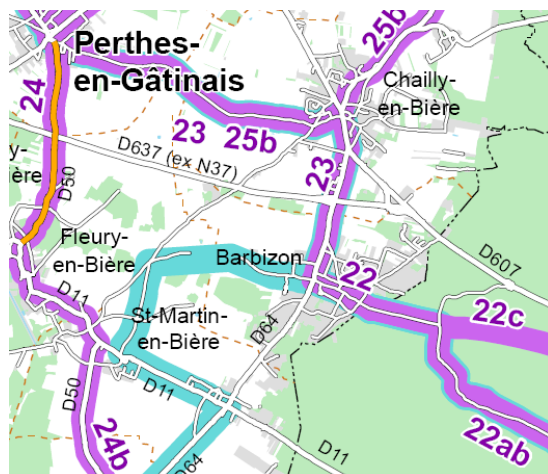 Perthes-
en-Gâtinais
25b
Chailly-
en-Bière
24
23 25b
D637 (ex N37)
23
y-
ière
D50
Fleury-
en-Bière
Barbizon
22
D607
D11
22c
St-Martin-
en-Bière
D64
D50
D11
24b
D64
D11
22ab